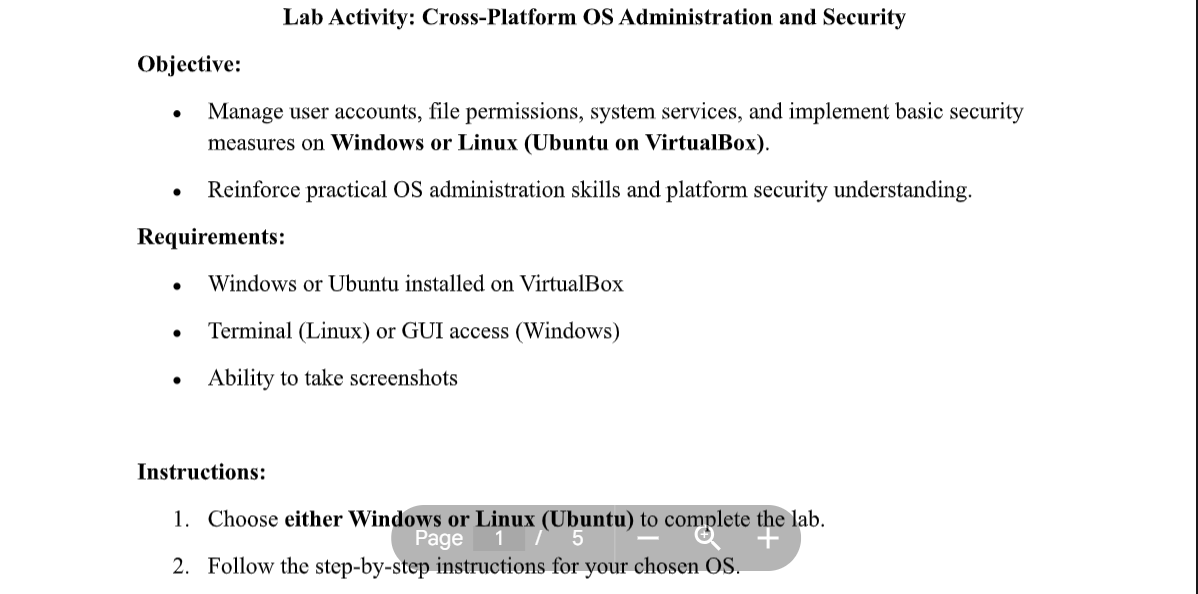 Lab Activity: Cross-Platform OS Administration and Security
Objective:
• Manage user accounts, file permissions, system services, and implement basic security
measures on Windows or Linux (Ubuntu on VirtualBox).
• Reinforce practical OS administration skills and platform security understanding.
Requirements:
• Windows or Ubuntu installed on VirtualBox
• Terminal (Linux) or GUI access (Windows)
• Ability to take screenshots
Instructions:
1. Choose either Windows or Linux (Ubuntu) to complete the lab.
Page 1 / 5
2. Follow the step-by-step instructions for your chosen OS.